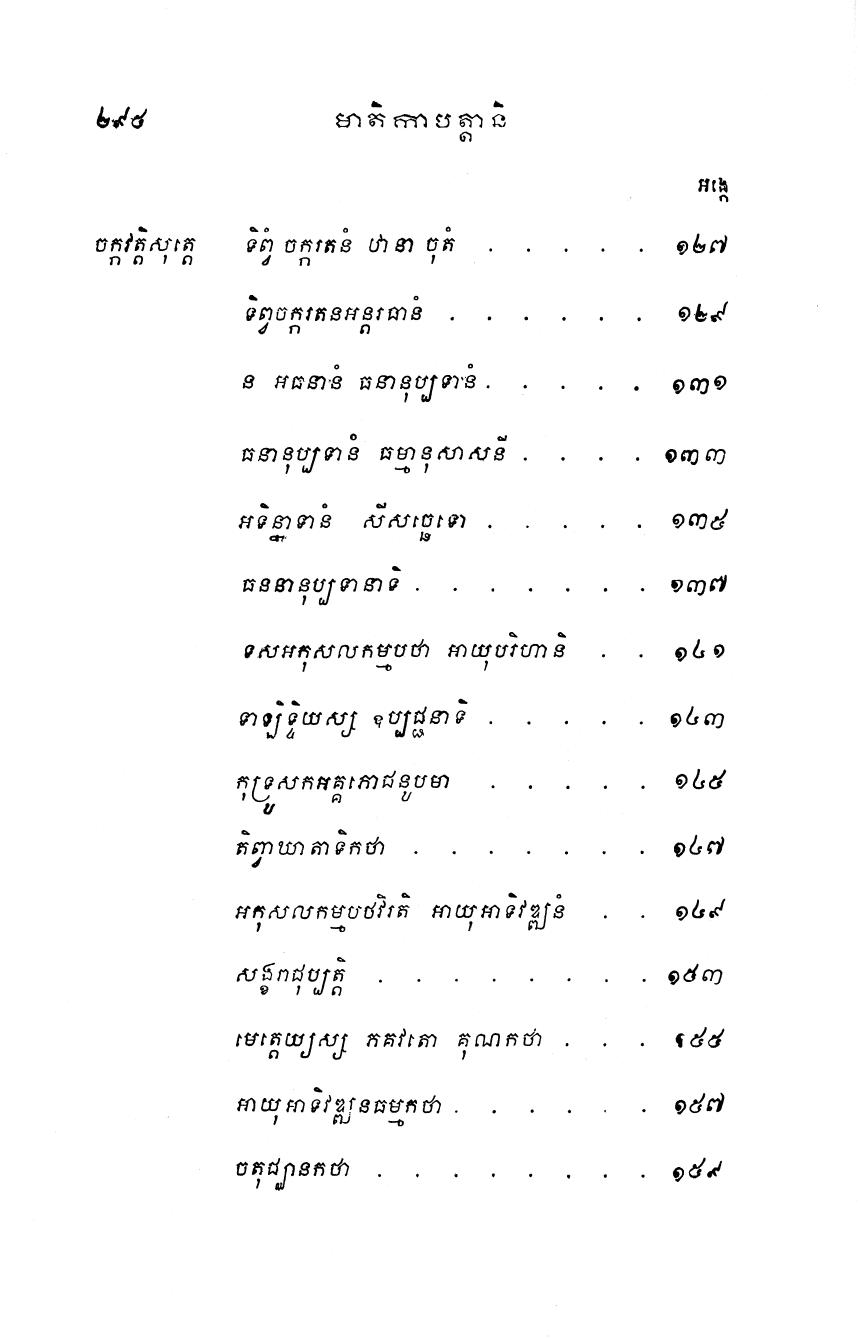 ២៩៨ មាតិកាបត្តានិ
អង្កេ
ចក្កវត្តិសុត្តេ ទិព្វំ ចក្ករតនំ ឋានា ចុតំ . . . . . ១២៧
ទិព្វចក្ករតនអន្តរធានំ . . . . . . ១២៩
ន អធនានំ ធនានុប្បទានំ . . . . . ១៣១
ធនានុប្បទានំ ធម្មានុសាសនី . . . . ១៣៣
អទិន្នាទានំ សីសច្ឆេទោ . . . . . ១៣៥
ធននានុប្បទានាទិ . . . . . . . ១៣៧
ទសអកុសលកម្មបថា អាយុបរិហានិ . . ១៤១
ទាឡិទ្ទិយស្ស ឧប្បជ្ជនាទិ . . . . . ១៤៣
កុទ្រូសកអគ្គភោជនូបមា . . . . . ១៤៥
តិព្វាឃាតាទិកថា . . . . . . . ១៤៧
អកុសលកម្មបថវិរតិ អាយុអាទិវឌ្ឍនំ . . ១៤៩
សង្ខរាជុប្បត្តិ . . . . . . . . ១៥៣
មេត្តេយ្យស្ស ភគវតោ គុណកថា . . . ១៥៥
អាយុអាទិវឌ្ឍនធម្មកថា . . . . . . ១៥៧
ចតុជ្ឈានកថា . . . . . . . . ១៥៩